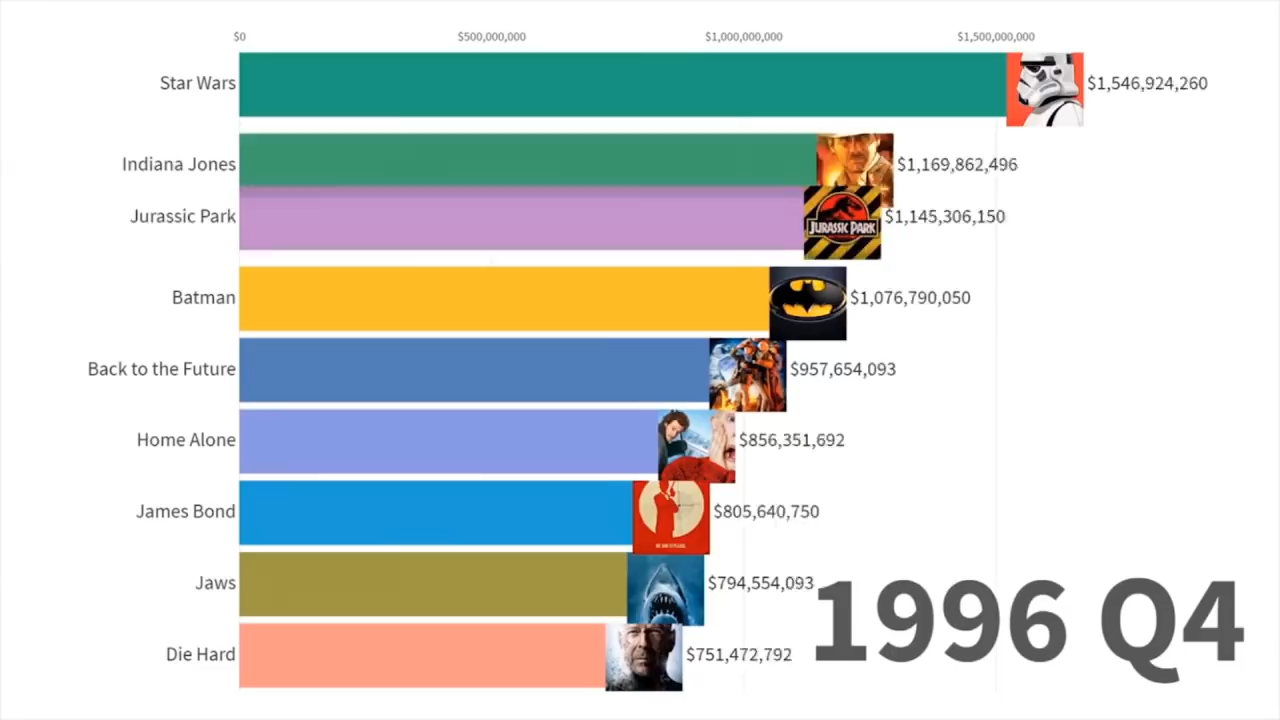 $0 $500,000,000 $1,000,000,000 $1,500,000,000
Star Wars $1,546,924,260
Indiana Jones $1,169,862,496
Jurassic Park JURASSIC PARK $1,145,306,150
Batman $1,076,790,050
Back to the Future $957,654,093
Home Alone $856,351,692
James Bond $805,640,750
Jaws $794,554,093
Die Hard $751,472,792
1996 Q4